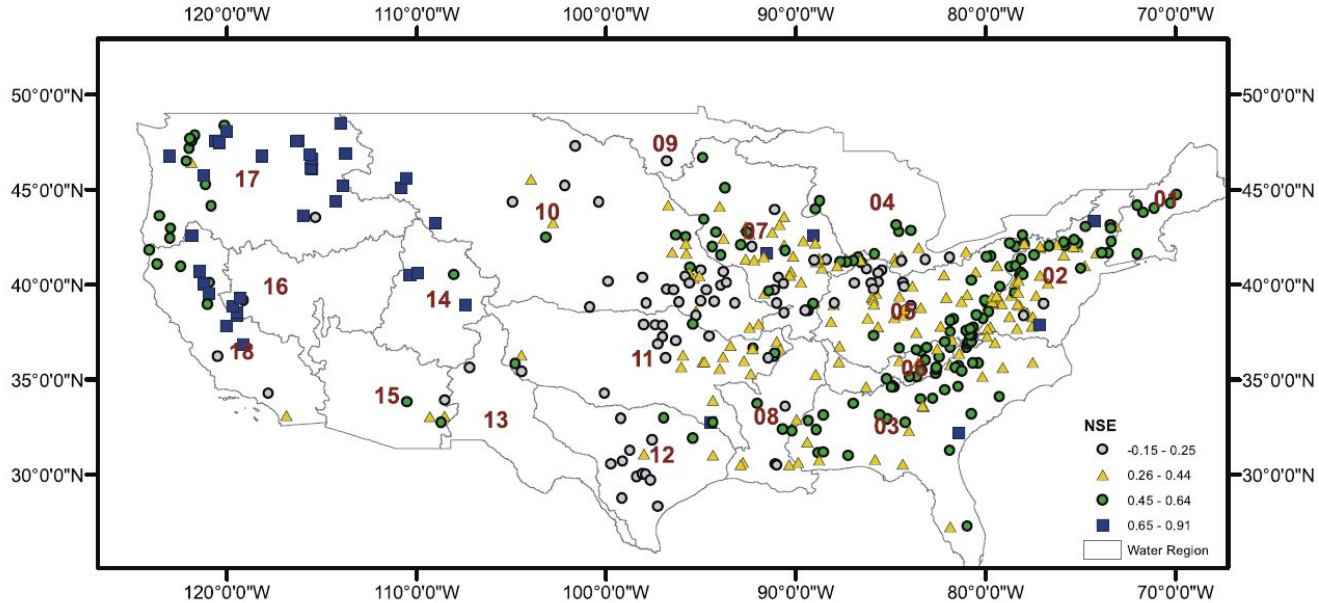 120°0'0"W 110°0'0"W 100°0'0"W 90°0'0"W 80°0'0"W 70°0'0"W
50°0'0"N 50°0'0"N
09
17
45°0'0"N 45°0'0"N
04 01
10
07
16 02
14
40°0'0"N 40°0'0"N
05
18 11
35°0'0"N 06 35°0'0"N
15
13 08 03
12
NSE
-0.15 - 0.25
30°0'0"N 30°0'0"N
0.26 - 0.44
0.45 - 0.64
0.65 - 0.91
Water Region
120°0'0"W 110°0'0"W 100°0'0"W 90°0'0"W 80°0'0"W 70°0'0"W